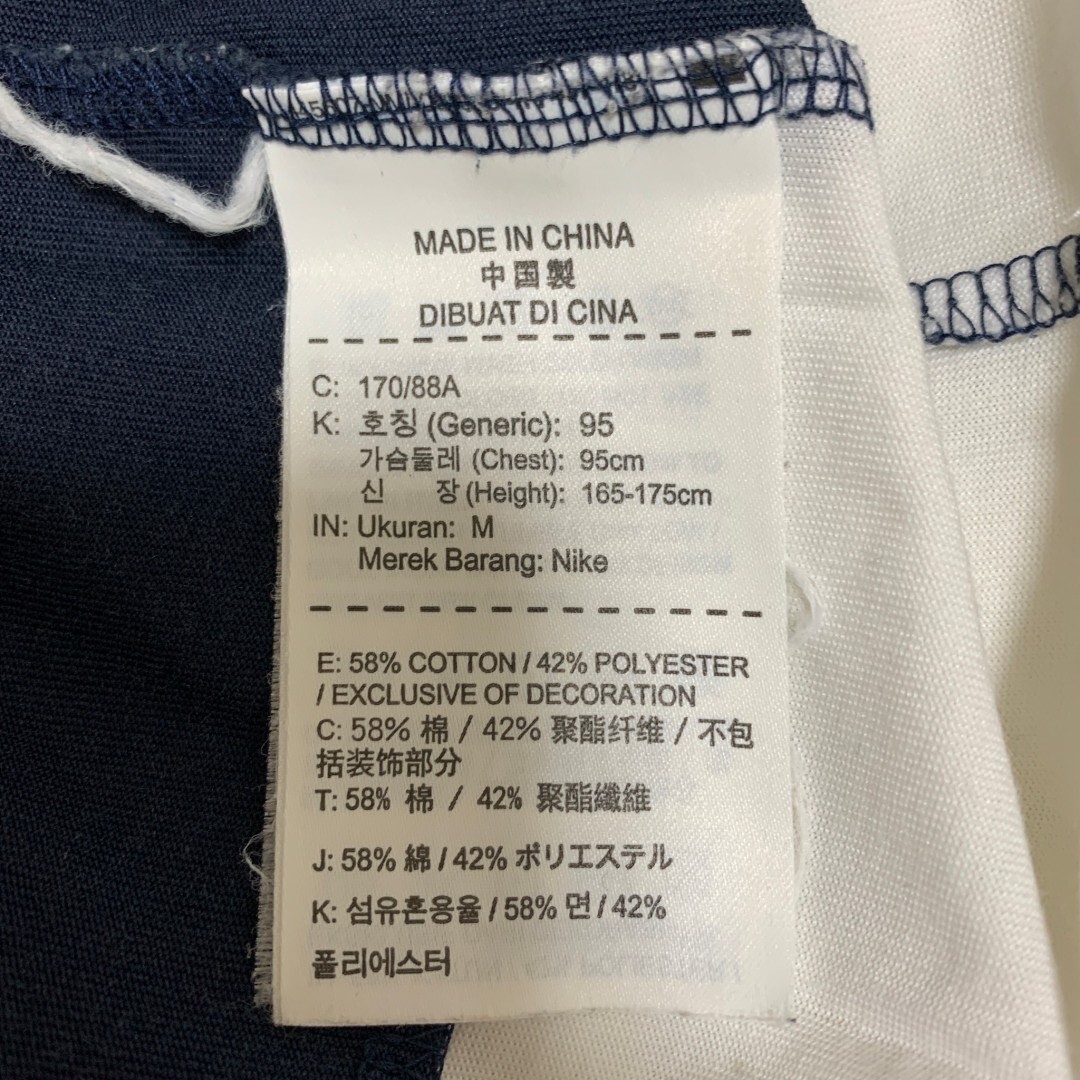 MADE IN CHINA
中国製
DIBUAT DI CINA
C: 170/88A
K: 호칭 (Generic): 95
가슴둘레 (Chest): 95cm
신 장 (Height): 165-175cm
IN: Ukuran: M
Merek Barang: Nike
E: 58% COTTON / 42% POLYESTER
/ EXCLUSIVE OF DECORATION
C: 58% 棉 / 42% 聚酯纤维 / 不包
括装饰部分
T: 58% 棉 / 42% 聚酯纖維
J: 58% 綿 / 42% ポリエステル
K: 섬유혼용율 / 58% 면 / 42%
폴리에스터